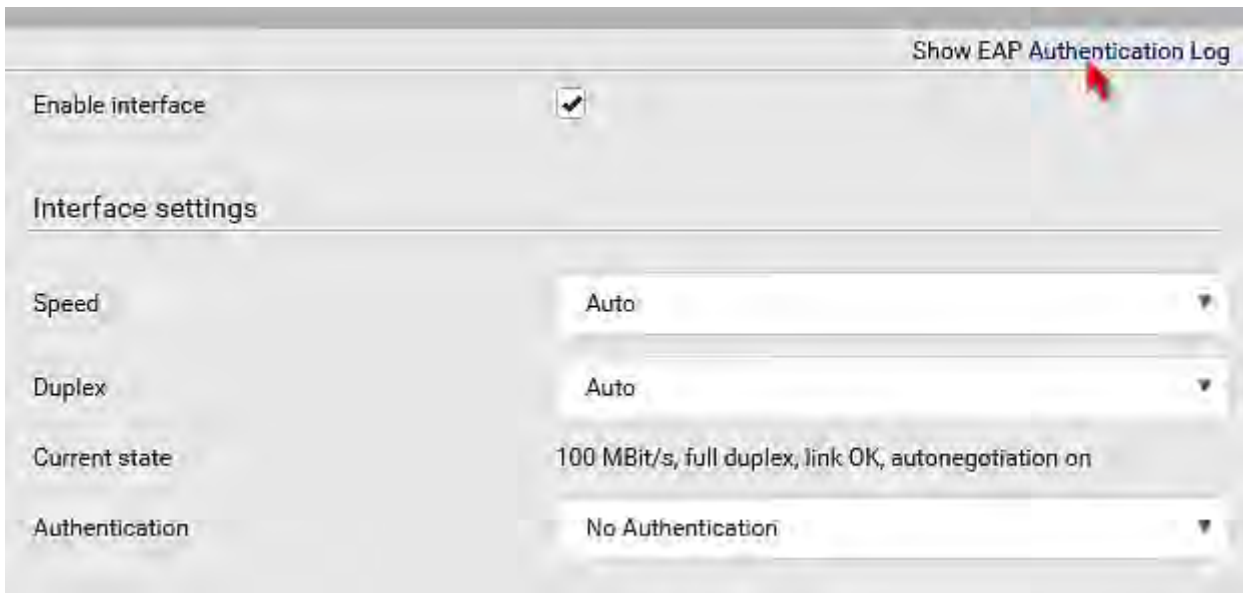 Show EAP Authentication Log
Enable interface
Interface settings
Speed Auto
Duplex Auto
Current state 100 MBit/s, full duplex, link OK, autonegotiation on
Authentication No Authentication